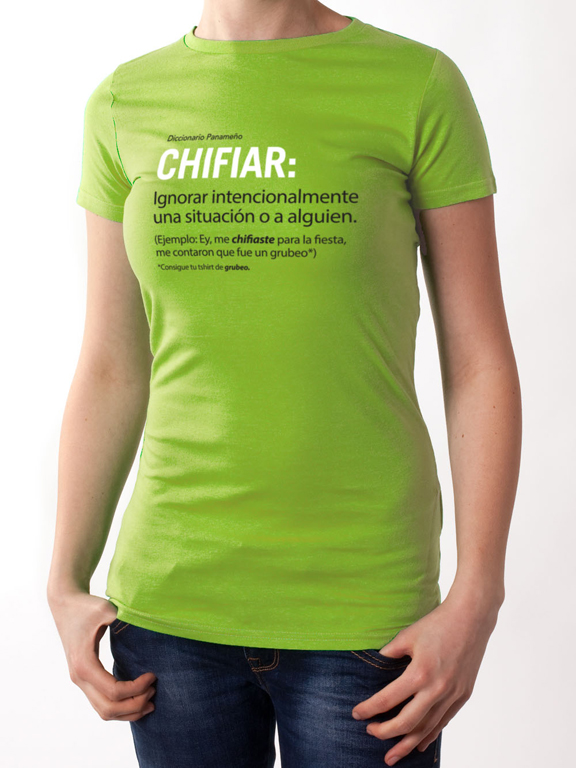 Diccionario Panameño
CHIFIAR:
Ignorar intencionalmente
una situación o a alguien.
(Ejemplo: Ey, me chifiaste para la fiesta,
me contaron que fue un grubeo*)
*Consigue tu tshirt de grubeo.